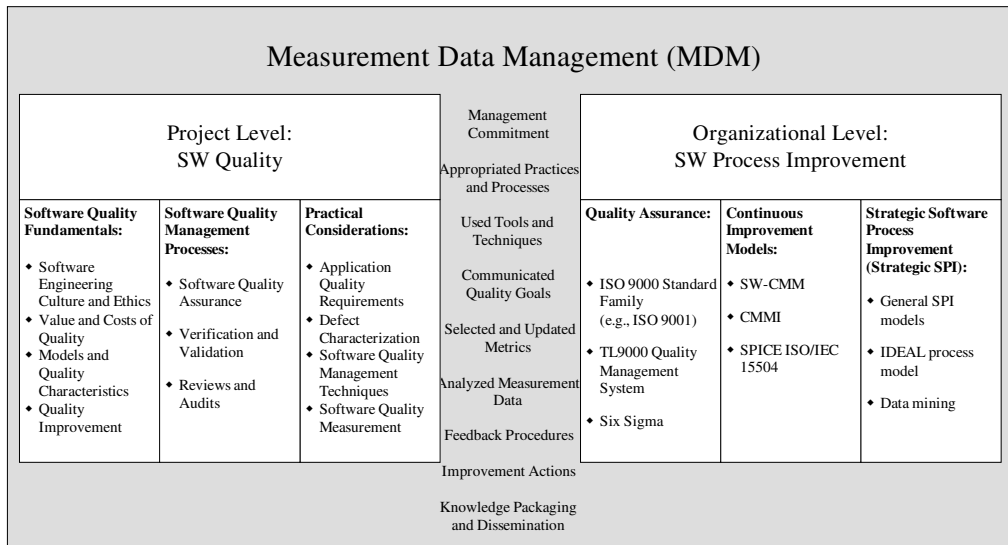 Measurement Data Management (MDM)
Project Level:
SW Quality
Software Quality
Fundamentals:
◆ Software
Engineering
Culture and Ethics
◆ Value and Costs of
Quality
◆ Models and
Quality
Characteristics
◆ Quality
Improvement
Software Quality
Management
Processes:
◆ Software Quality
Assurance
◆ Verification and
Validation
◆ Reviews and
Audits
Practical
Considerations:
◆ Application
Quality
Requirements
◆ Defect
Characterization
◆ Software Quality
Management
Techniques
◆ Software Quality
Measurement
Management
Commitment
Appropriated Practices
and Processes
Used Tools and
Techniques
Communicated
Quality Goals
Selected and Updated
Metrics
Analyzed Measurement
Data
Feedback Procedures
Improvement Actions
Knowledge Packaging
and Dissemination
Organizational Level:
SW Process Improvement
Quality Assurance:
◆ ISO 9000 Standard
Family
(e.g., ISO 9001)
◆ TL9000 Quality
Management
System
◆ Six Sigma
Continuous
Improvement
Models:
◆ SW-CMM
◆ CMMI
◆ SPICE ISO/IEC
15504
Strategic Software
Process
Improvement
(Strategic SPI):
◆ General SPI
models
◆ IDEAL process
model
◆ Data mining